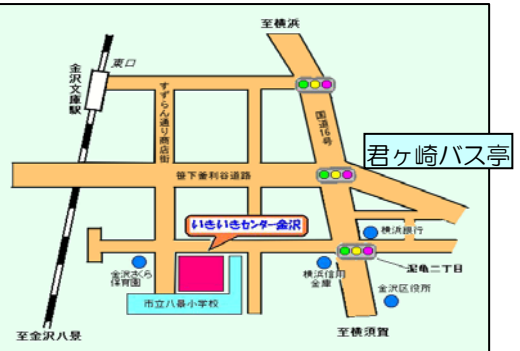 至横浜
東口
金沢文庫駅
すずらん通り商店街
国道16号
君ヶ崎バス亭
笹下釜利谷道路
いきいきセンター金沢
横浜銀行
金沢さくら
保育園
横浜信用
金庫
泥亀二丁目
金沢区役所
市立八景小学校
至金沢八景
至横須賀